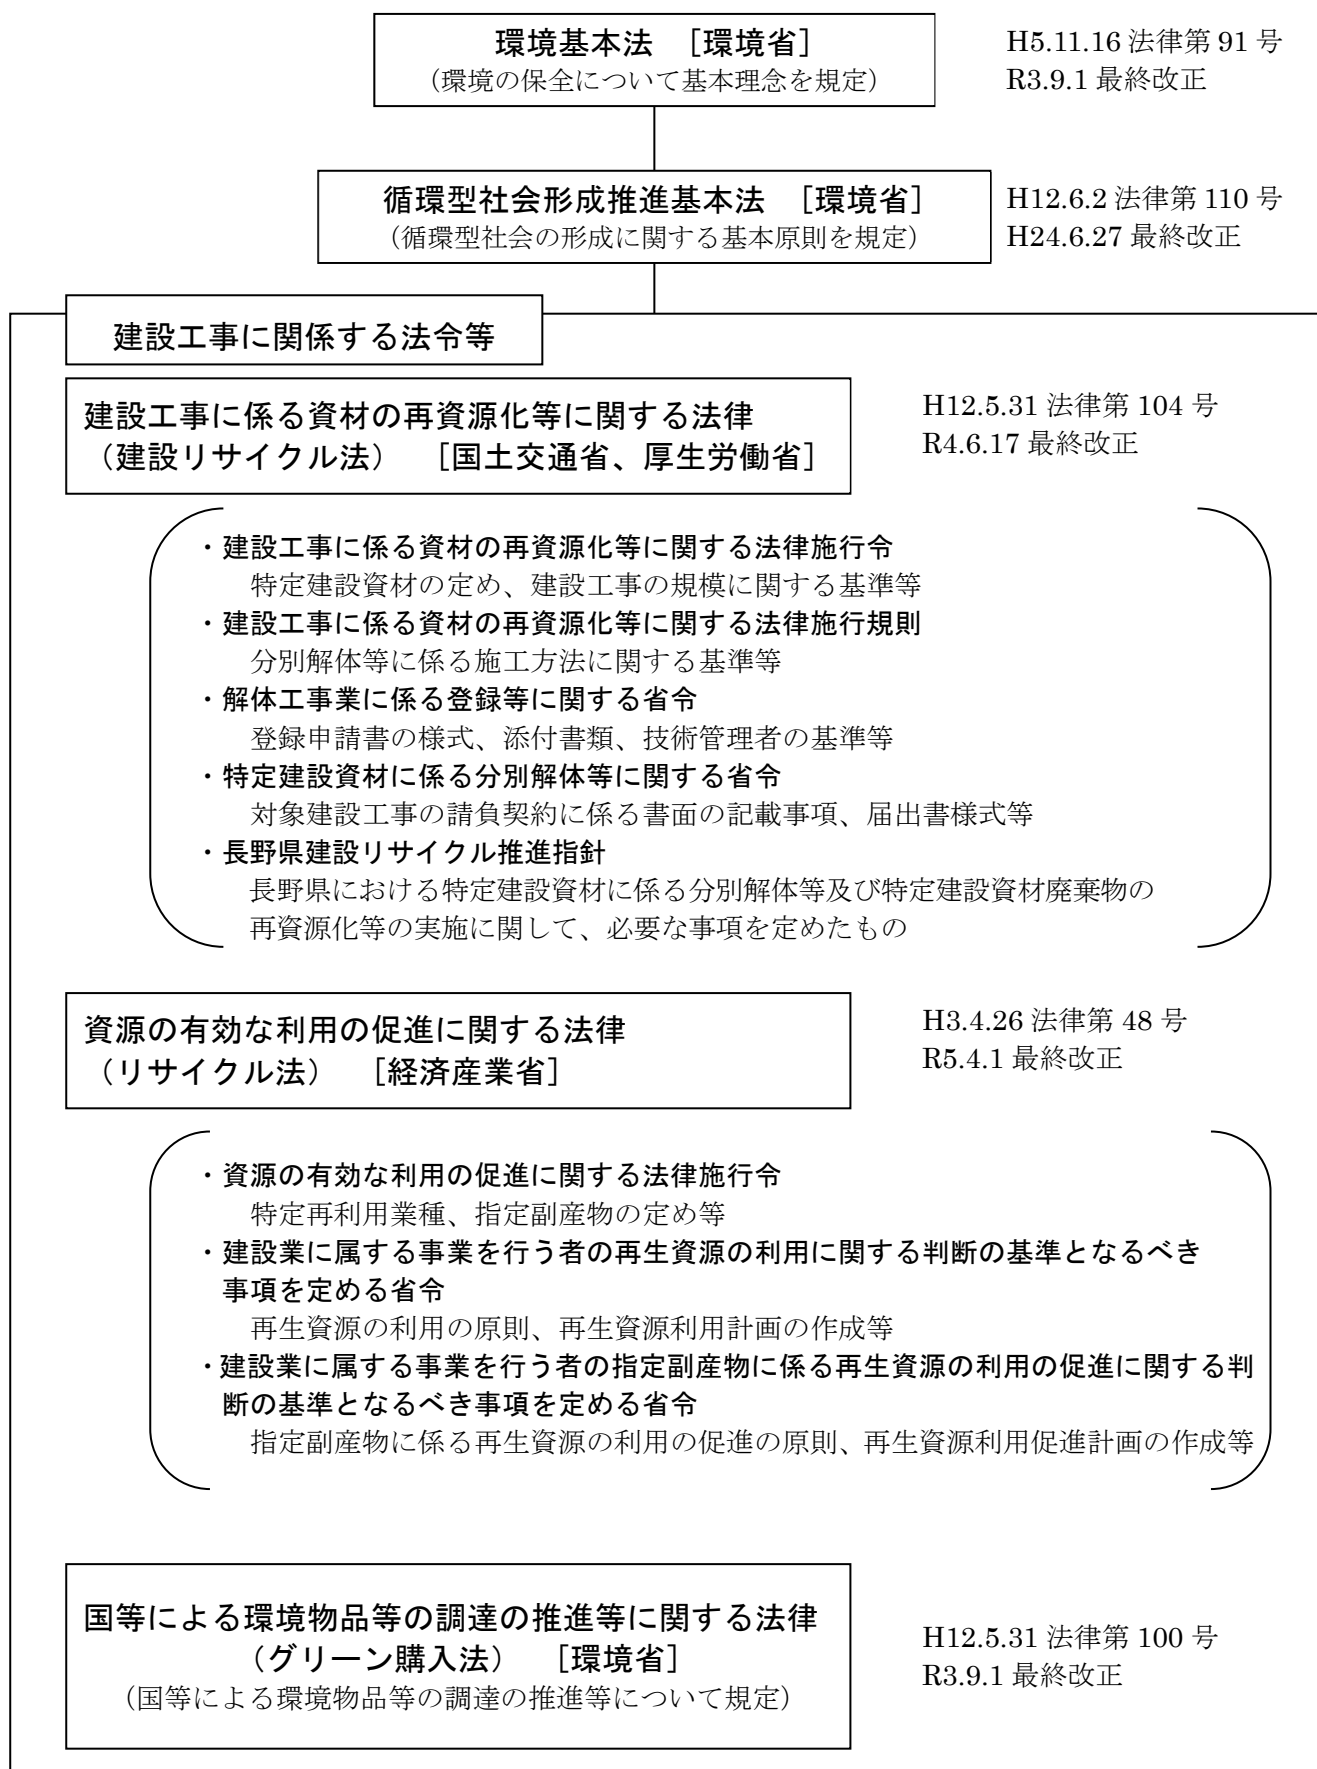 環境基本法　［環境省］
（環境の保全について基本理念を規定）
H5.11.16 法律第 91 号
R3.9.1 最終改正
循環型社会形成推進基本法　［環境省］
（循環型社会の形成に関する基本原則を規定）
H12.6.2 法律第 110 号
H24.6.27 最終改正
建設工事に関係する法令等
建設工事に係る資材の再資源化等に関する法律
（建設リサイクル法）　［国土交通省、厚生労働省］
H12.5.31 法律第 104 号
R4.6.17 最終改正
・建設工事に係る資材の再資源化等に関する法律施行令
特定建設資材の定め、建設工事の規模に関する基準等
・建設工事に係る資材の再資源化等に関する法律施行規則
分別解体等に係る施工方法に関する基準等
・解体工事業に係る登録等に関する省令
登録申請書の様式、添付書類、技術管理者の基準等
・特定建設資材に係る分別解体等に関する省令
対象建設工事の請負契約に係る書面の記載事項、届出書様式等
・長野県建設リサイクル推進指針
長野県における特定建設資材に係る分別解体等及び特定建設資材廃棄物の
再資源化等の実施に関して、必要な事項を定めたもの
資源の有効な利用の促進に関する法律
（リサイクル法）　［経済産業省］
H3.4.26 法律第 48 号
R5.4.1 最終改正
・資源の有効な利用の促進に関する法律施行令
特定再利用業種、指定副産物の定め等
・建設業に属する事業を行う者の再生資源の利用に関する判断の基準となるべき
事項を定める省令
再生資源の利用の原則、再生資源利用計画の作成等
・建設業に属する事業を行う者の指定副産物に係る再生資源の利用の促進に関する判
断の基準となるべき事項を定める省令
指定副産物に係る再生資源の利用の促進の原則、再生資源利用促進計画の作成等
国等による環境物品等の調達の推進等に関する法律
（グリーン購入法）　［環境省］
（国等による環境物品等の調達の推進等について規定）
H12.5.31 法律第 100 号
R3.9.1 最終改正